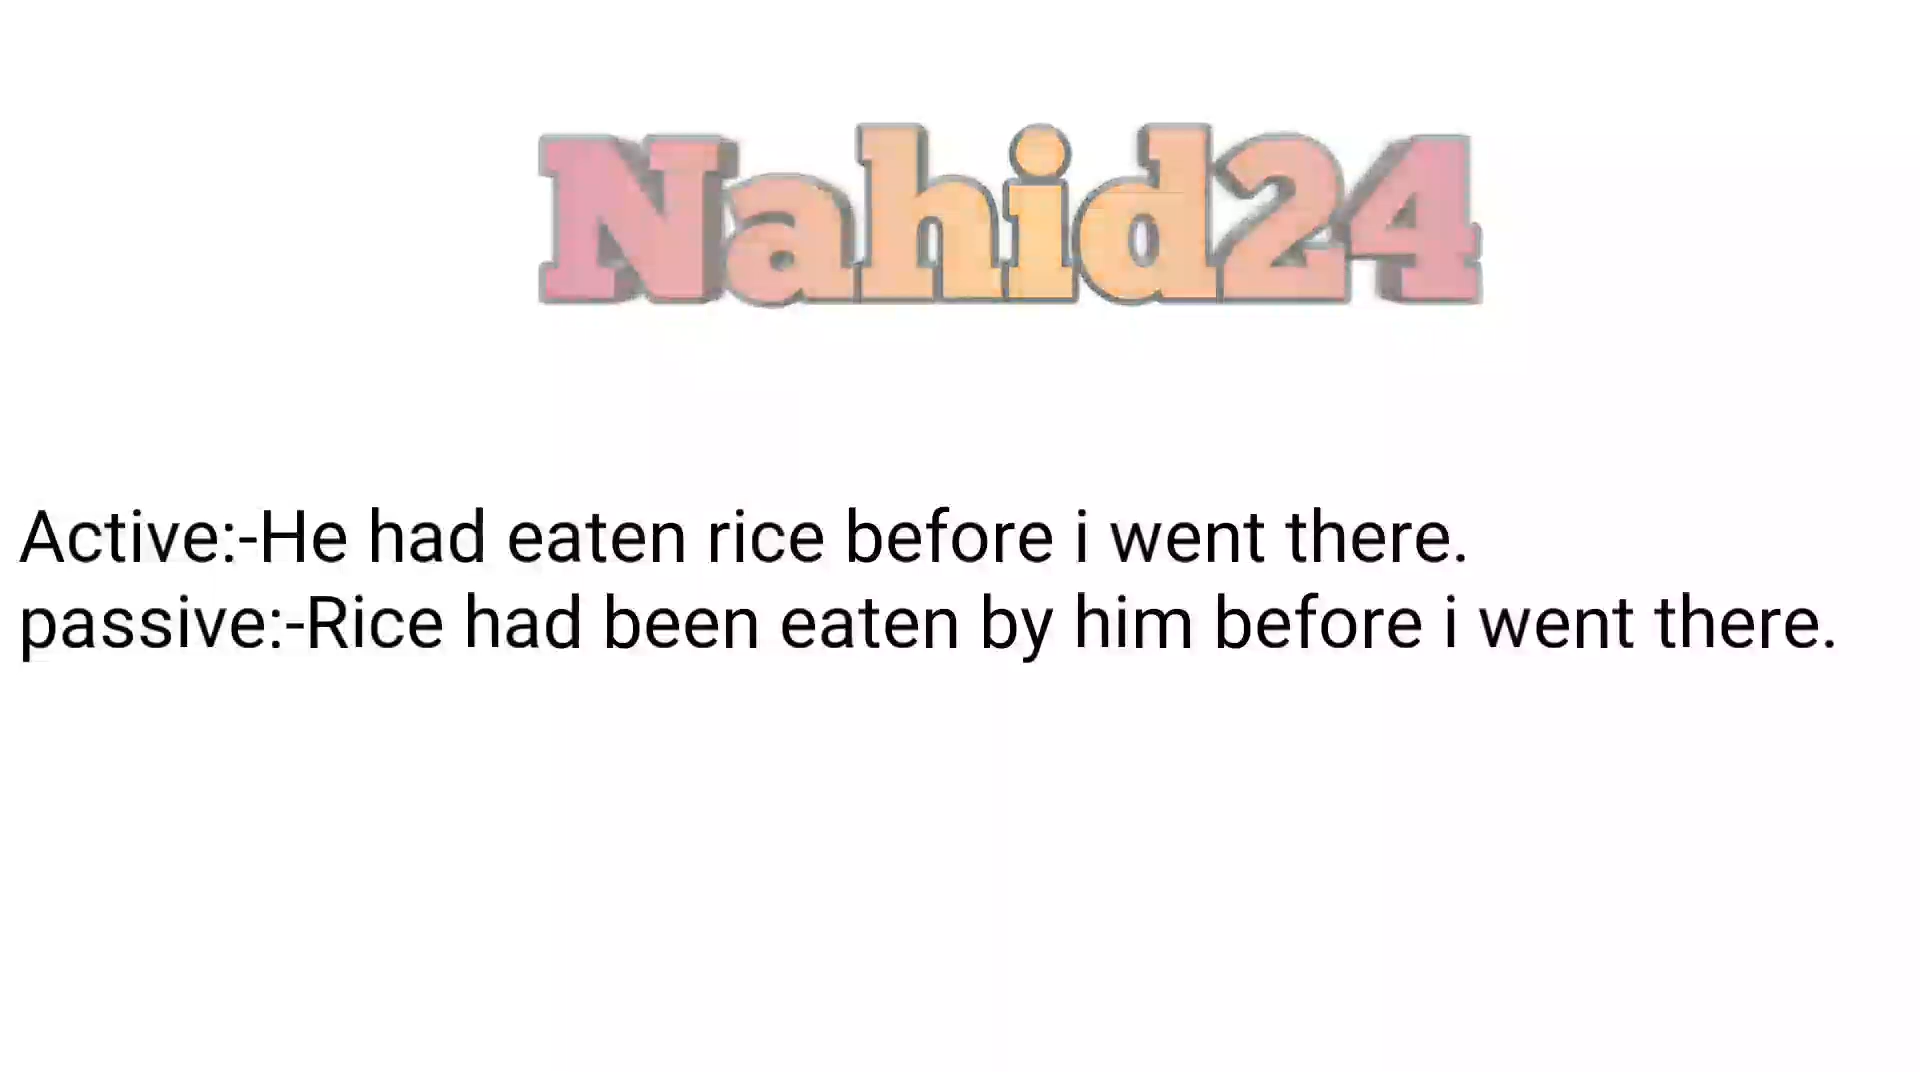 Nahid24
Active:-He had eaten rice before i went there.
passive:-Rice had been eaten by him before i went there.